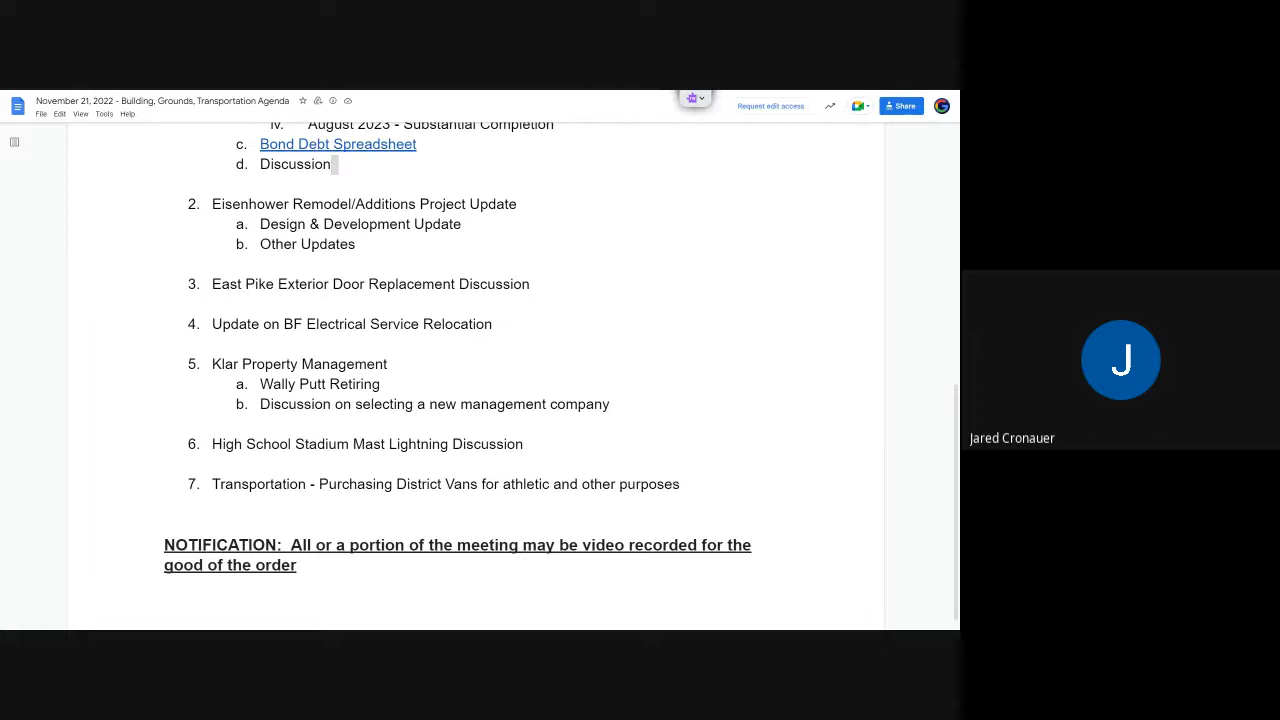 November 21, 2022 - Building, Grounds, Transportation Agenda
File Edit View Tools Help
Request edit access
Share
iv. August 2023 - Substantial Completion
c. Bond Debt Spreadsheet
d. Discussion
2. Eisenhower Remodel/Additions Project Update
a. Design & Development Update
b. Other Updates
3. East Pike Exterior Door Replacement Discussion
4. Update on BF Electrical Service Relocation
5. Klar Property Management
a. Wally Putt Retiring
b. Discussion on selecting a new management company
6. High School Stadium Mast Lightning Discussion
7. Transportation - Purchasing District Vans for athletic and other purposes
NOTIFICATION: All or a portion of the meeting may be video recorded for the
good of the order
J
Jared Cronauer